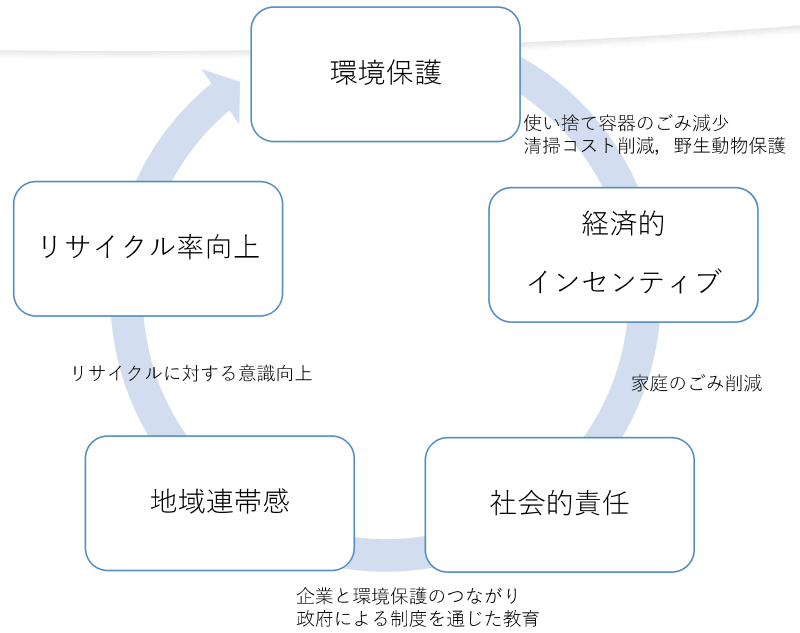 環境保護
使い捨て容器のごみ減少
清掃コスト削減，野生動物保護
経済的
インセンティブ
家庭のごみ削減
社会的責任
企業と環境保護のつながり
政府による制度を通じた教育
地域連帯感
リサイクルに対する意識向上
リサイクル率向上